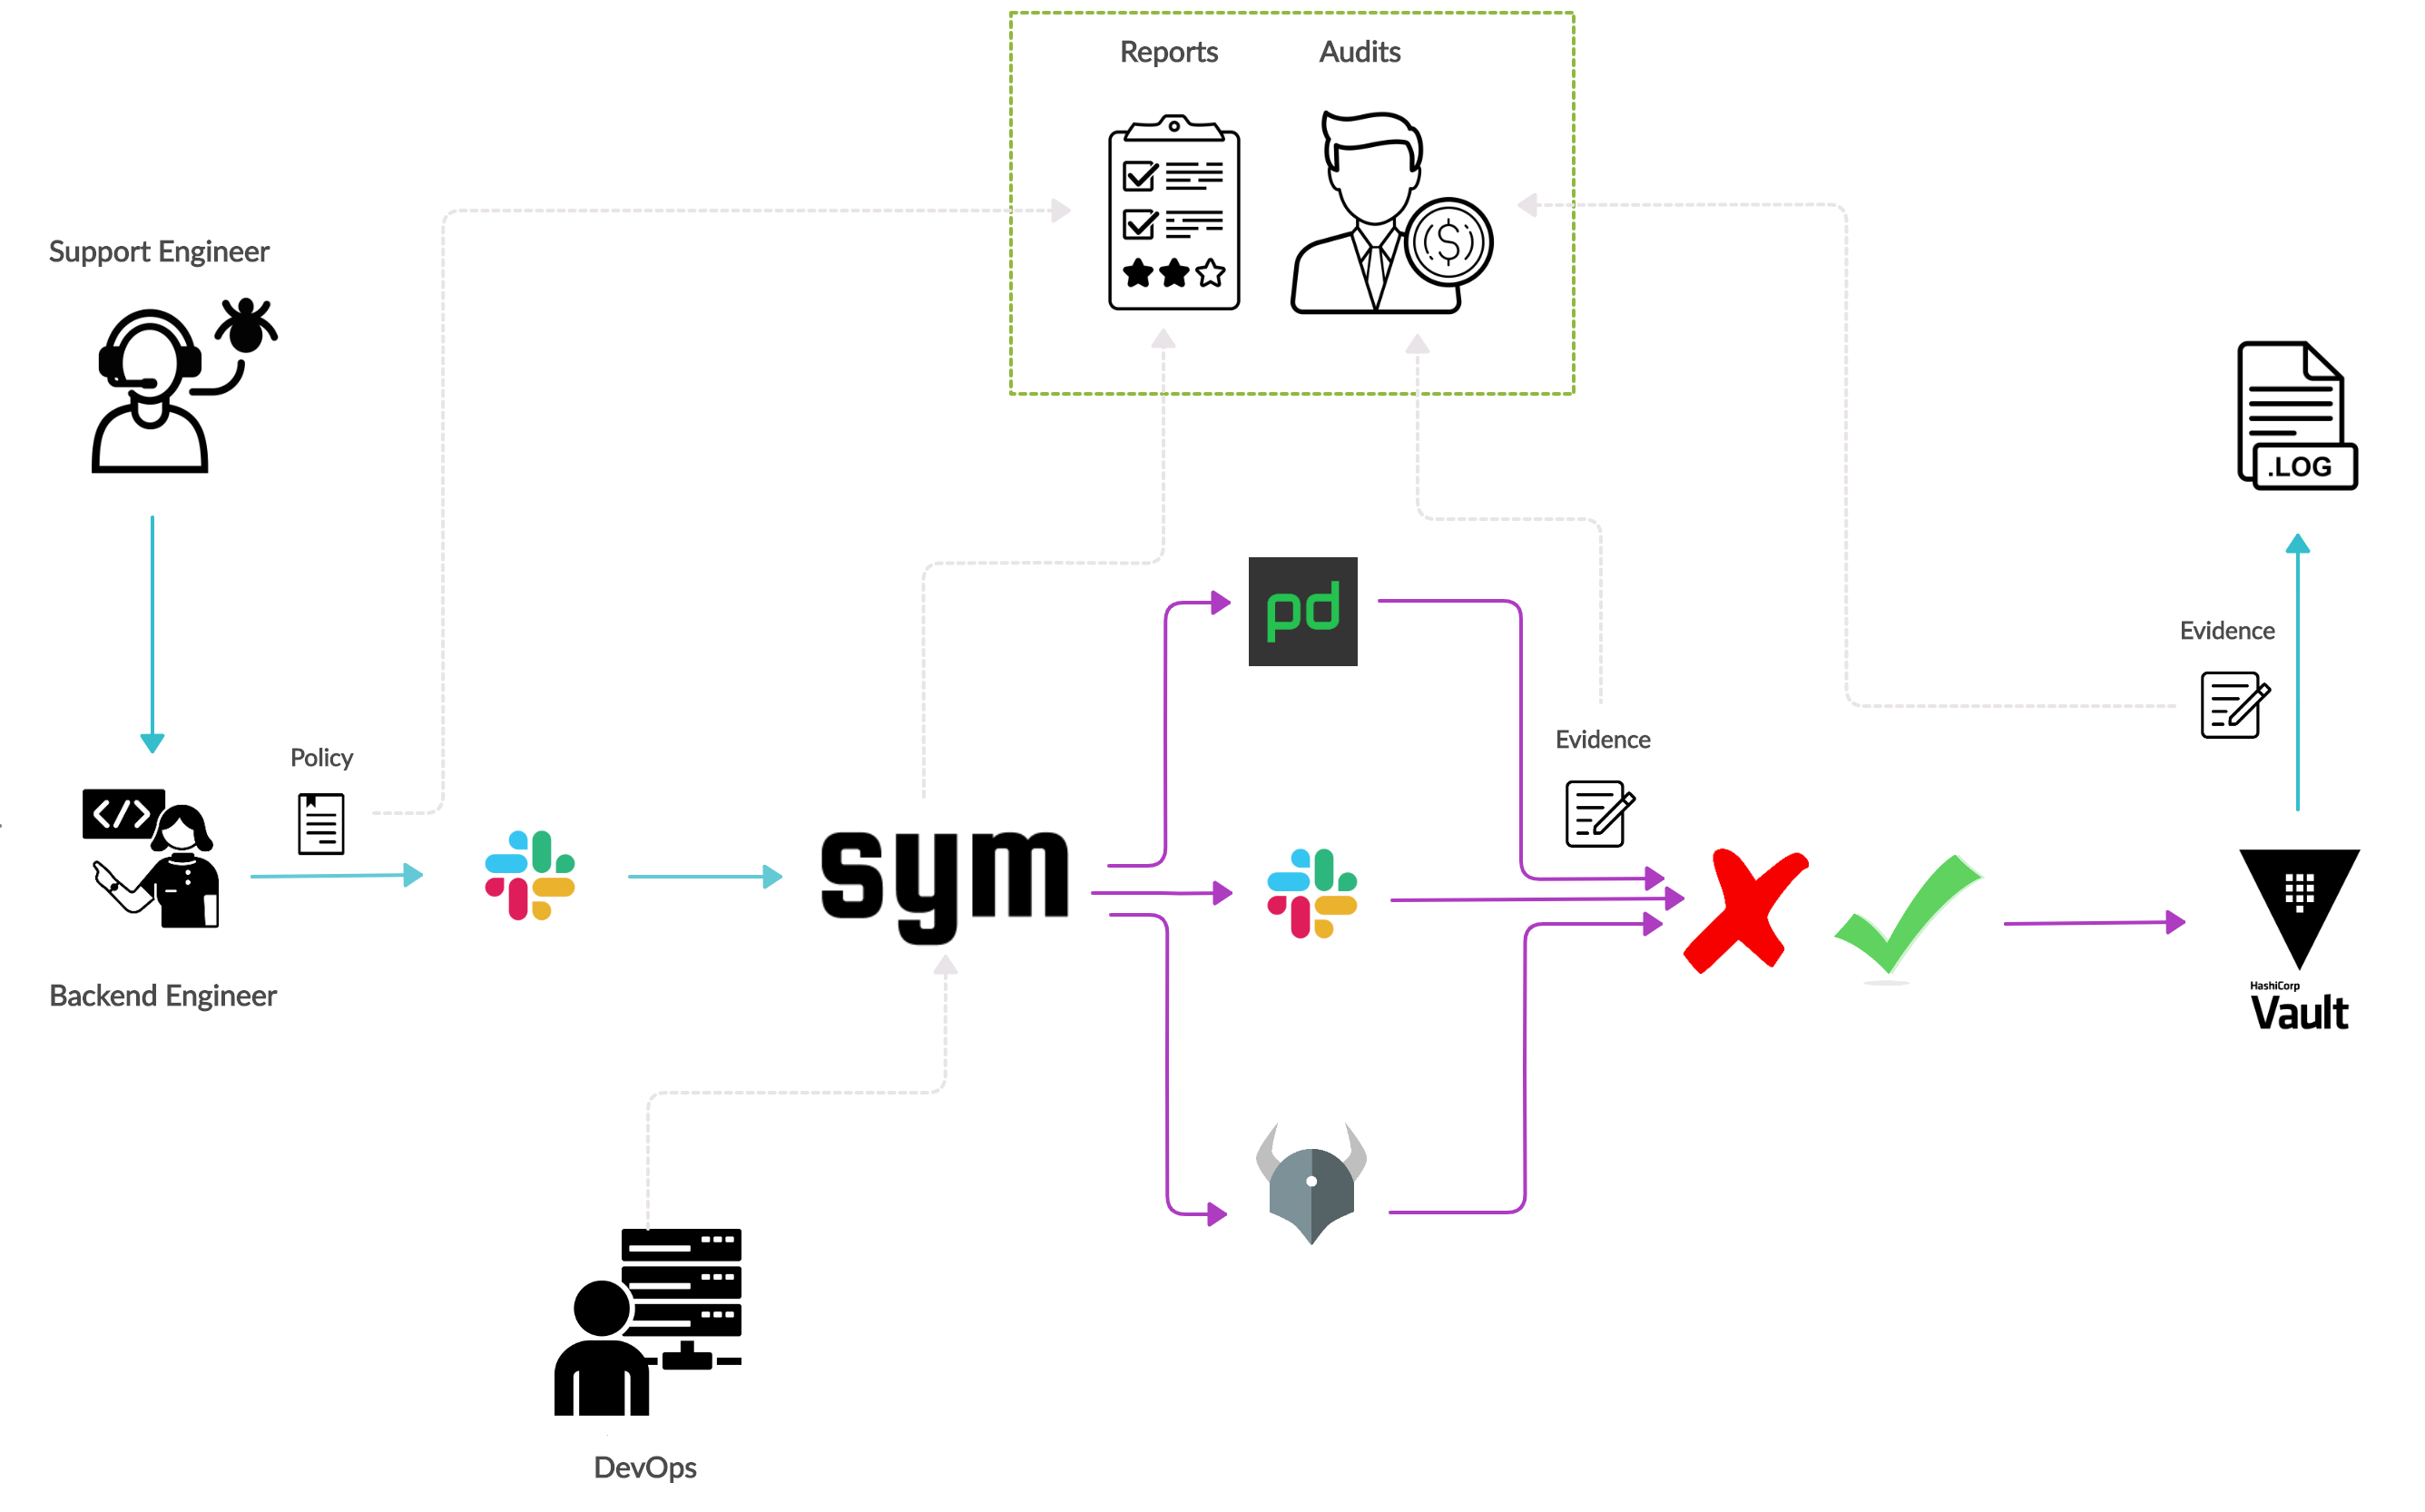 Reports
Audits
Support Engineer
.LOG
pd
Evidence
Evidence
Policy
</>
sym
Backend Engineer
HashiCorp
Vault
DevOps